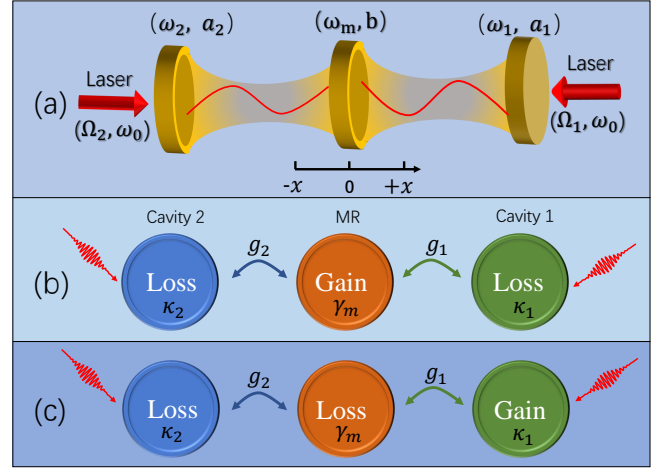 (ω₂, a₂) (ωₘ, b) (ω₁, a₁)
Laser Laser
(a)
(Ω₂, ω₀) (Ω₁, ω₀)
-x 0 +x
Cavity 2 MR Cavity 1
g₂ g₁
(b) Loss Gain Loss
κ₂ γₘ κ₁
g₂ g₁
(c) Loss Loss Gain
κ₂ γₘ κ₁